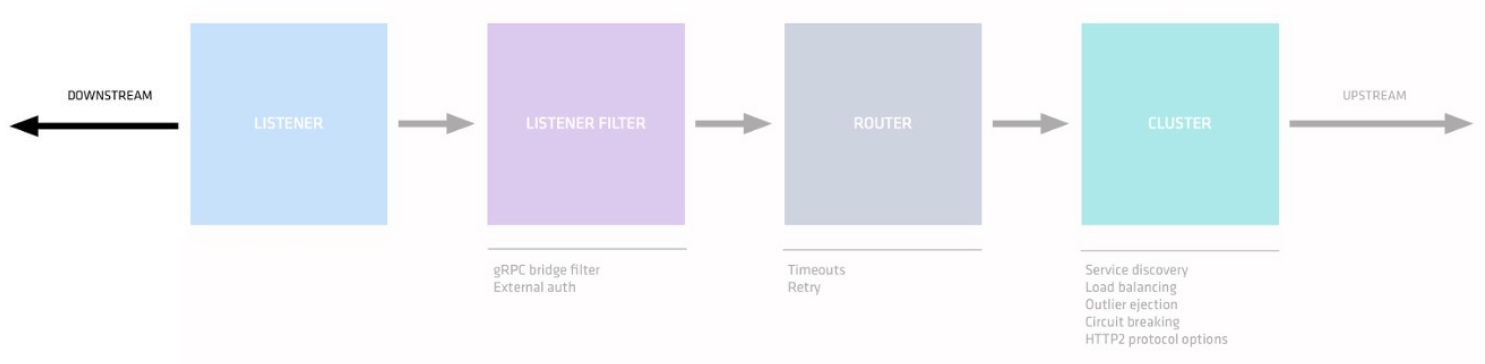 DOWNSTREAM
LISTENER
LISTENER FILTER
ROUTER
CLUSTER
UPSTREAM
gRPC bridge filter
External auth
Timeouts
Retry
Service discovery
Load balancing
Outlier ejection
Circuit breaking
HTTP2 protocol options